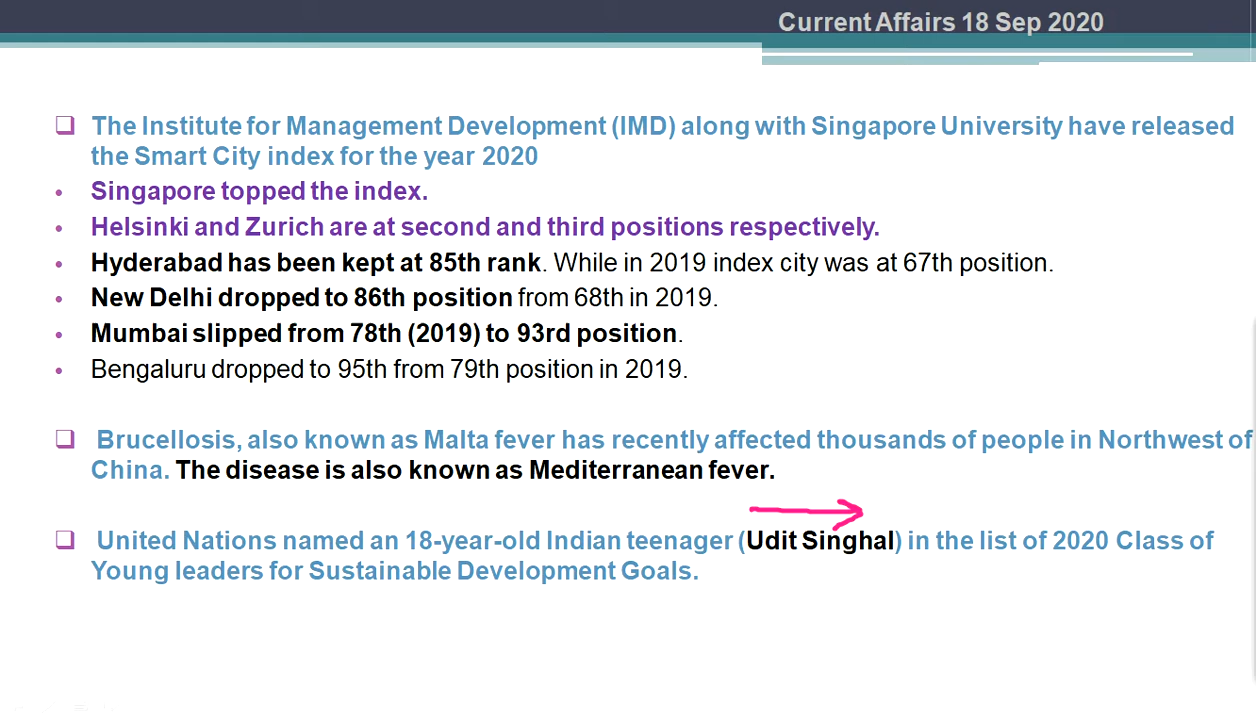 Current Affairs 18 Sep 2020
❑ The Institute for Management Development (IMD) along with Singapore University have released
the Smart City index for the year 2020
• Singapore topped the index.
• Helsinki and Zurich are at second and third positions respectively.
• Hyderabad has been kept at 85th rank. While in 2019 index city was at 67th position.
• New Delhi dropped to 86th position from 68th in 2019.
• Mumbai slipped from 78th (2019) to 93rd position.
• Bengaluru dropped to 95th from 79th position in 2019.
❑ Brucellosis, also known as Malta fever has recently affected thousands of people in Northwest of
China. The disease is also known as Mediterranean fever.
❑ United Nations named an 18-year-old Indian teenager (Udit Singhal) in the list of 2020 Class of
Young leaders for Sustainable Development Goals.